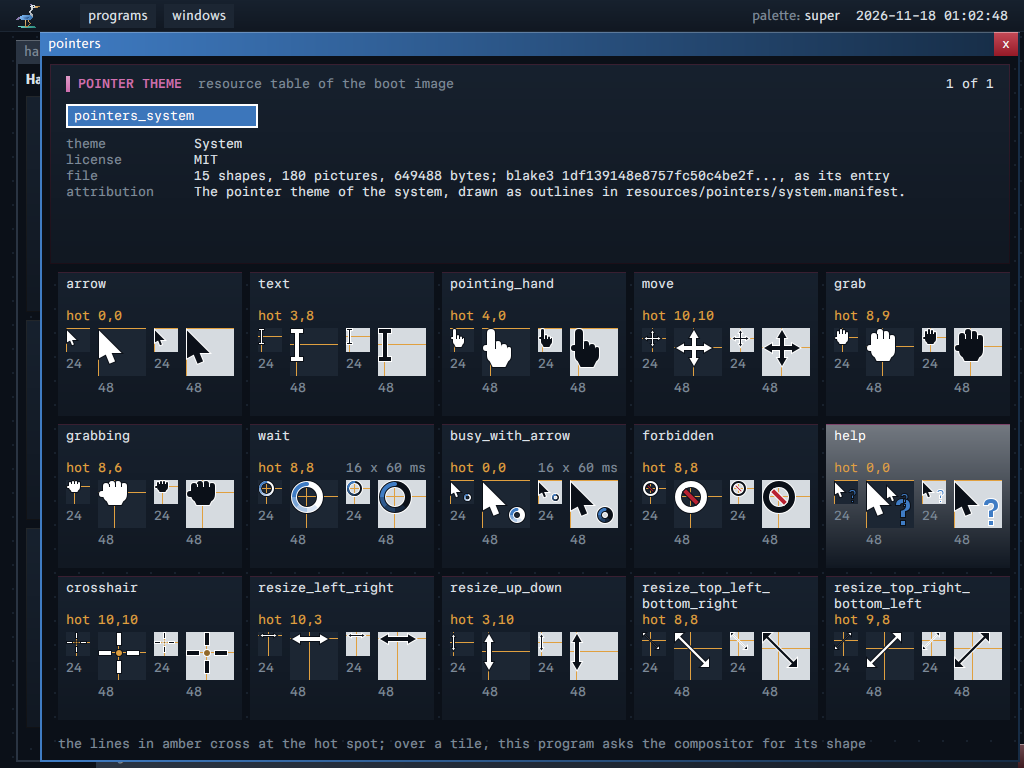 programs windows palette: super 2026-11-18 01:02:48
pointers x
Ha
POINTER THEME resource table of the boot image 1 of 1
pointers_system
theme System
license MIT
file 15 shapes, 180 pictures, 649488 bytes; blake3 1df139148e8757fc50c4be2f..., as its entry
attribution The pointer theme of the system, drawn as outlines in resources/pointers/system.manifest.
arrow text pointing_hand move grab
hot 0,0 hot 3,8 hot 4,0 hot 10,10 hot 8,9
24 24 24 24 24 24 24 24 24 24
48 48 48 48 48 48 48 48 48 48
grabbing wait busy_with_arrow forbidden help
hot 8,6 hot 8,8 16 x 60 ms hot 0,0 16 x 60 ms hot 8,8 hot 0,0
24 24 24 24 24 24 24 24 24 24
48 48 48 48 48 48 48 48 48 48
crosshair resize_left_right resize_up_down resize_top_left_ resize_top_right_
bottom_right bottom_left
hot 10,10 hot 10,3 hot 3,10 hot 8,8 hot 9,8
24 24 24 24 24 24 24 24 24 24
48 48 48 48 48 48 48 48 48 48
the lines in amber cross at the hot spot; over a tile, this program asks the compositor for its shape